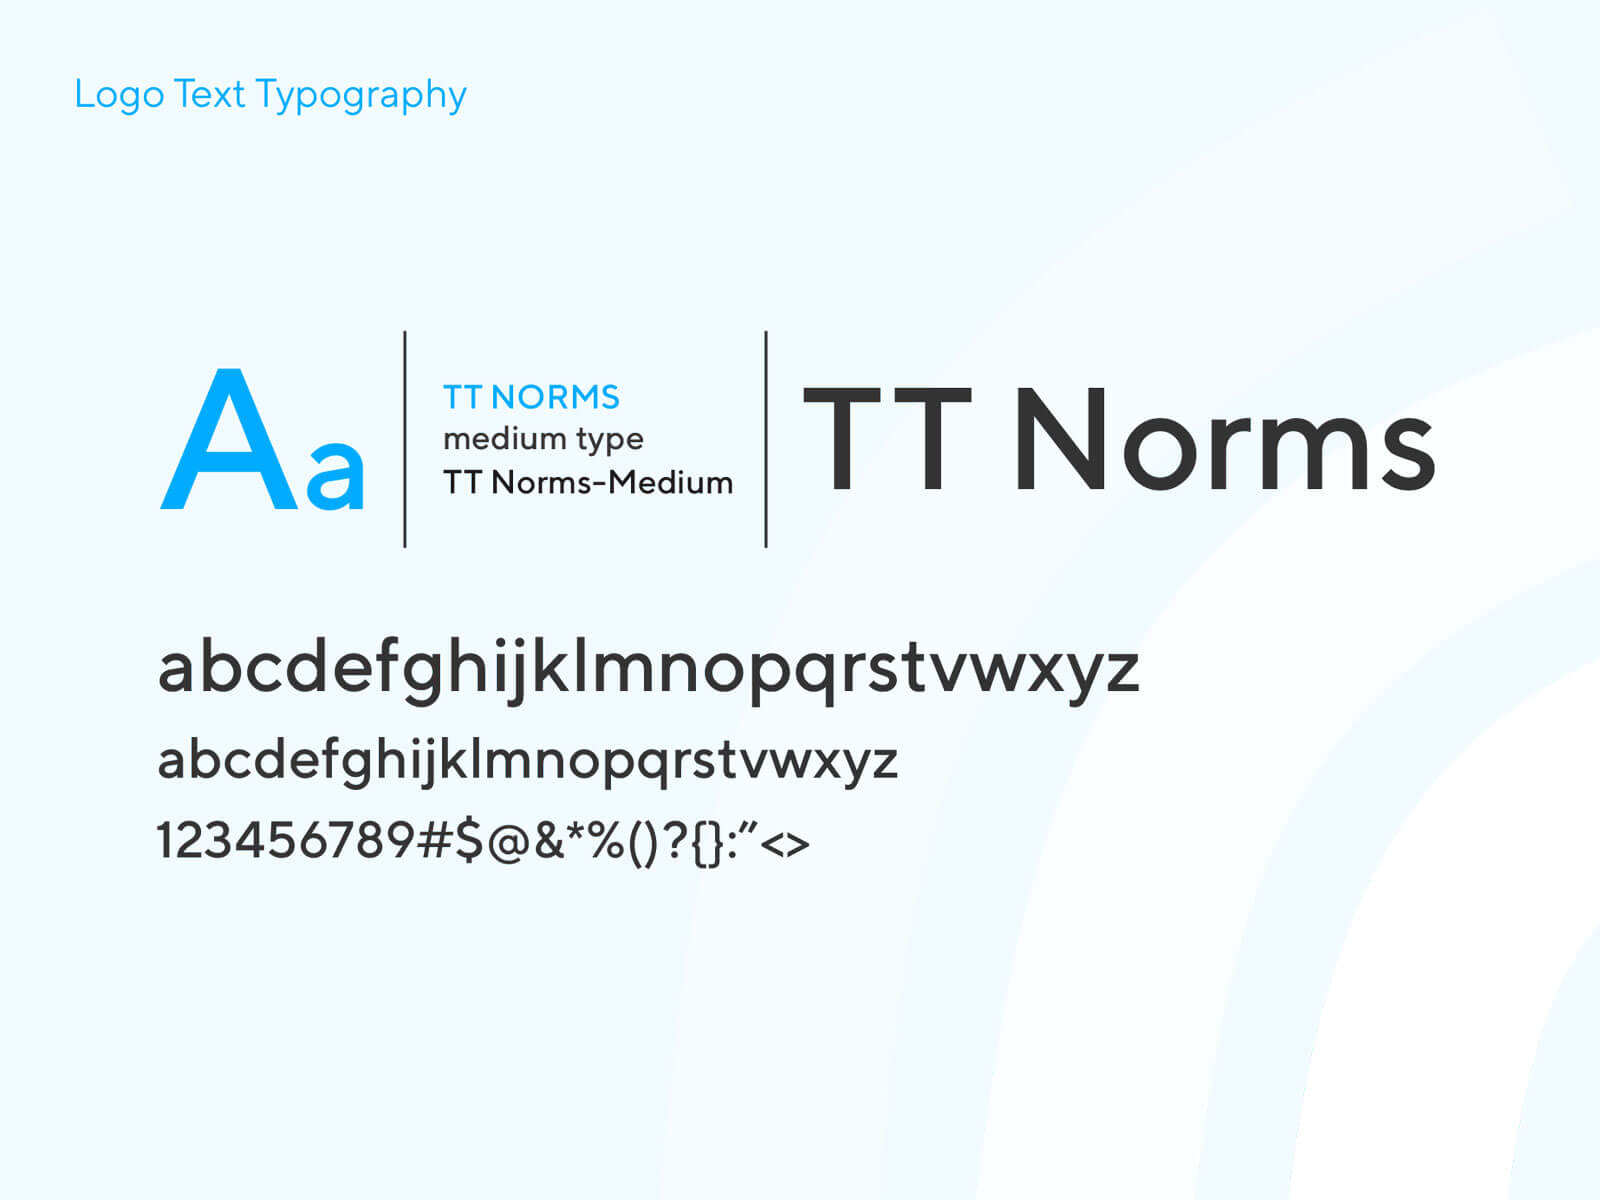 Logo Text Typography
Aa
TT NORMS
medium type
TT Norms-Medium
TT Norms
abcdefghijklmnopqrstvwxyz
abcdefghijklmnopqrstvwxyz
123456789#$@&*%()?{}:”<>